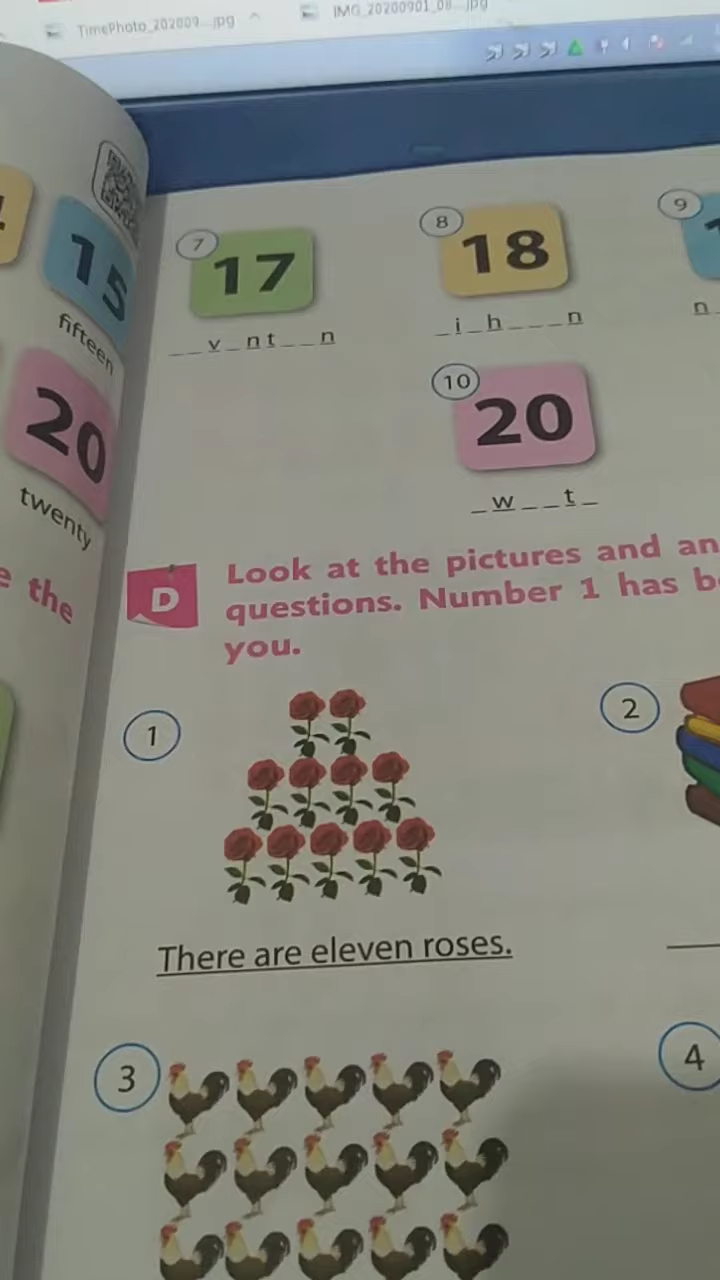 TimePhoto_202009....jpg
IMG_20200901_08....jpg
15
fifteen
20
twenty
e the
7
17
_ _ v _ n t _ _ n
8
18
_ i _ h _ _ _ n
9
n
10
20
_ w _ _ t _
D
Look at the pictures and an
questions. Number 1 has b
you.
1
2
There are eleven roses.
3
4